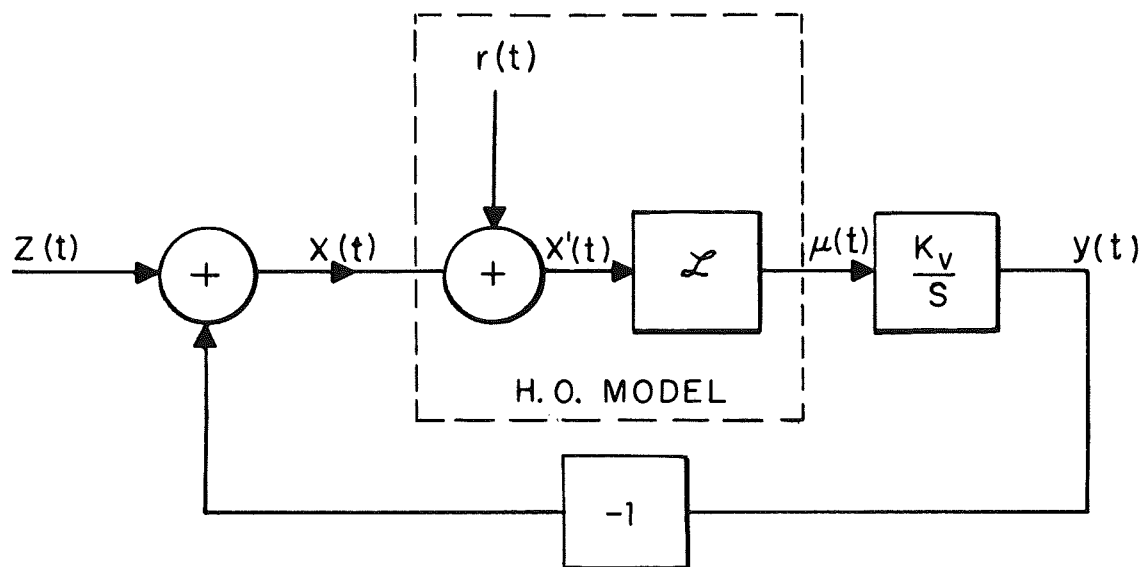 r(t)
Z(t)
+
X(t)
+
X'(t)
ℒ
μ(t)
K_v
S
y(t)
H. O. MODEL
-1